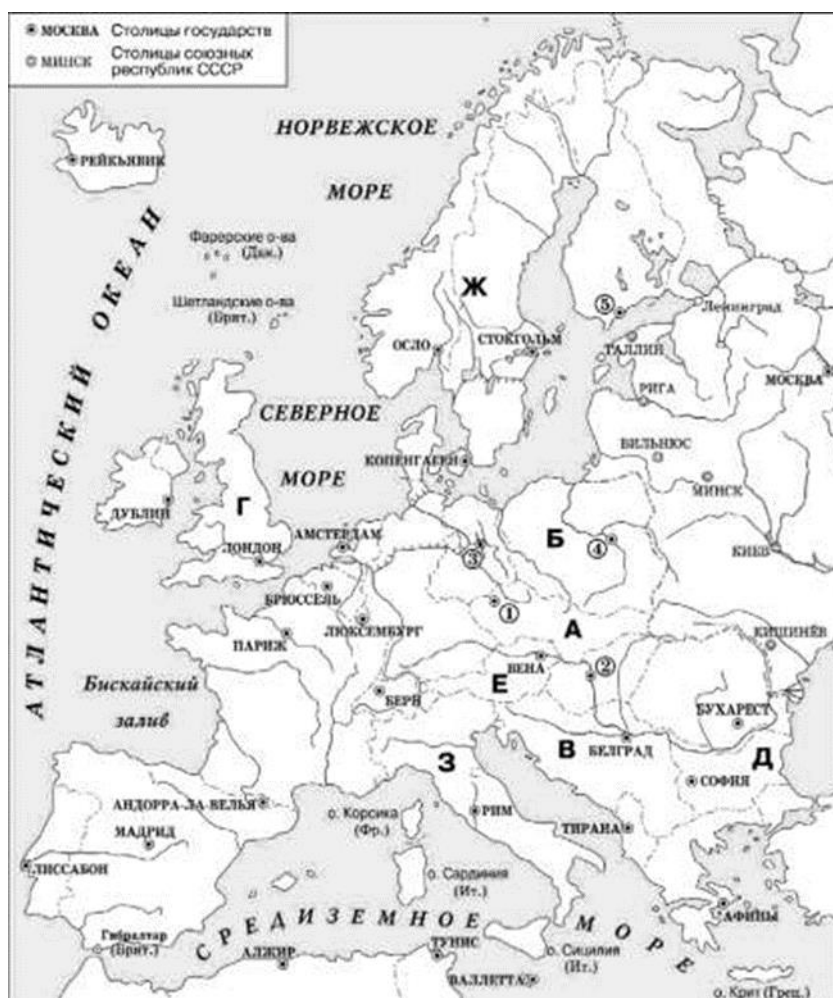 МОСКВА Столицы государств
МИНСК Столицы союзных
республик СССР
НОРВЕЖСКОЕ
МОРЕ
РЕЙКЬЯВИК
АТЛАНТИЧЕСКИЙ ОКЕАН
Фарерские о-ва
(Дан.)
Шетландские о-ва
(Брит.)
Ж
5
Ленинград
ОСЛО
СТОКГОЛЬМ
ТАЛЛИН
МОСКВА
РИГА
СЕВЕРНОЕ
МОРЕ
КОПЕНГАГЕН
ВИЛЬНЮС
МИНСК
Г
ДУБЛИН
ЛОНДОН
АМСТЕРДАМ
3
Б
4
КИЕВ
БРЮССЕЛЬ
1
ЛЮКСЕМБУРГ
ПАРИЖ
А
КИШИНЁВ
ВЕНА
2
Бискайский
залив
БЕРН
Е
БУХАРЕСТ
З
В
БЕЛГРАД
Д
СОФИЯ
АНДОРРА-ЛА-ВЕЛЬЯ
о. Корсика
(Фр.)
РИМ
ТИРАНА
МАДРИД
ЛИССАБОН
о. Сардиния
(Ит.)
СРЕДИЗЕМНОЕ МОРЕ
АФИНЫ
Гибралтар
(Брит.)
АЛЖИР
ТУНИС
о. Сицилия
(Ит.)
ВАЛЛЕТТА
о. Крит (Грец.)